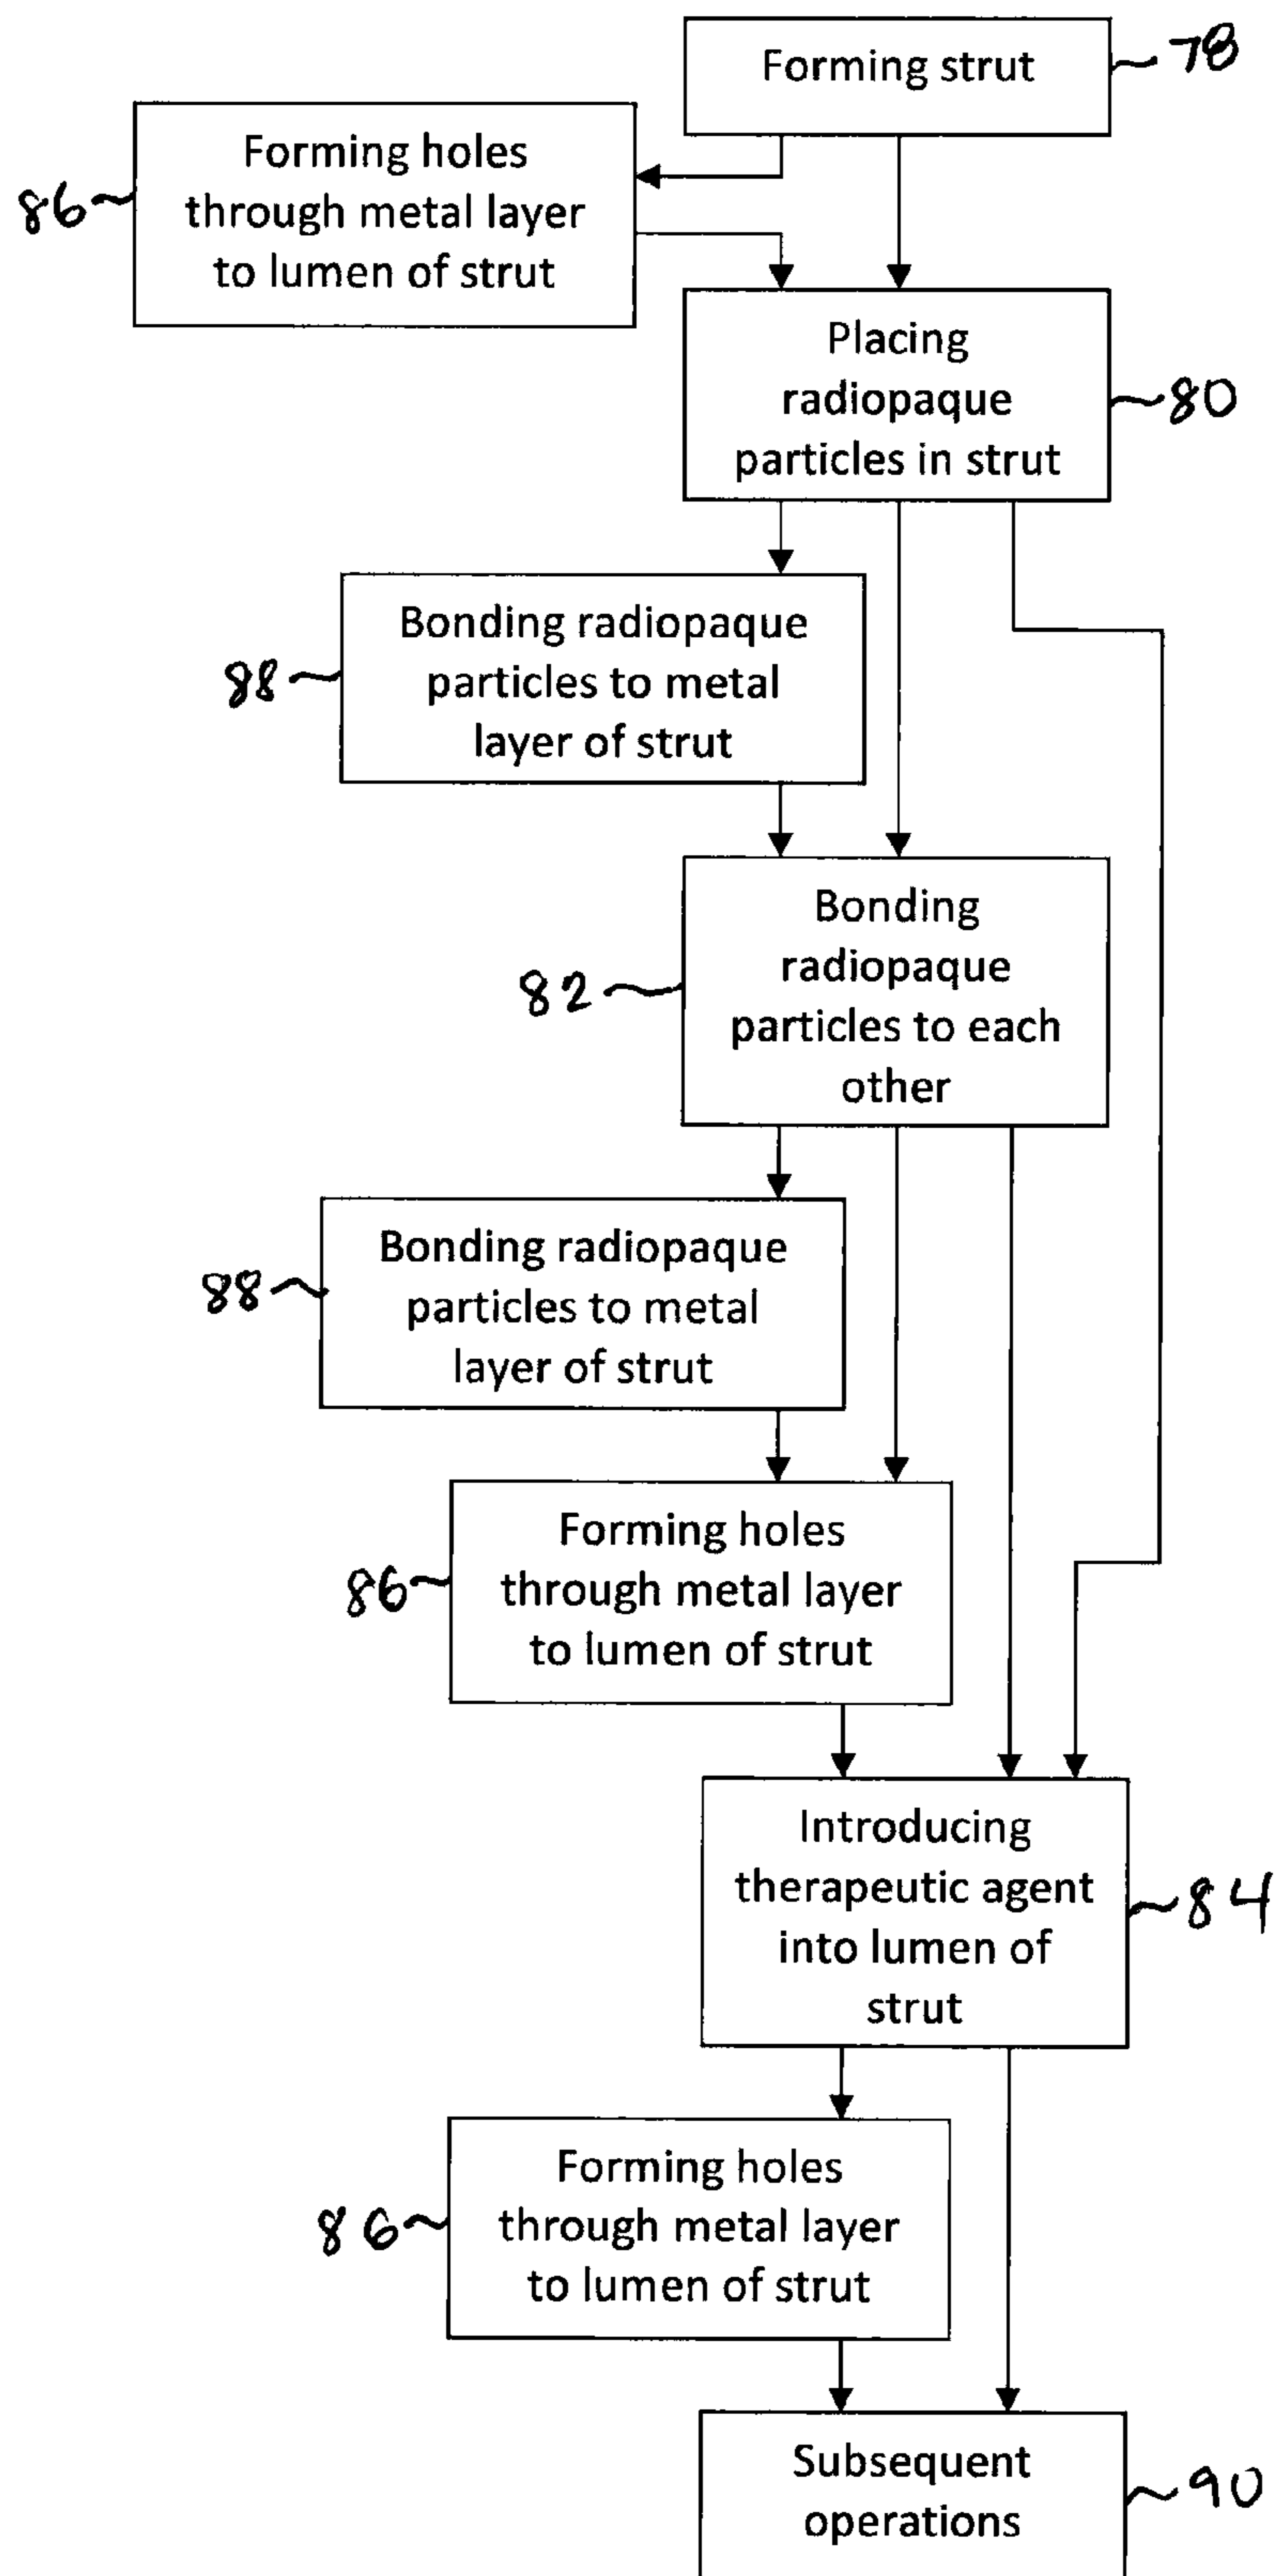 Forming strut
78
Forming holes
through metal layer
to lumen of strut
86
Placing
radiopaque
particles in strut
80
Bonding radiopaque
particles to metal
layer of strut
88
Bonding
radiopaque
particles to each
other
82
Bonding radiopaque
particles to metal
layer of strut
88
Forming holes
through metal layer
to lumen of strut
86
Introducing
therapeutic agent
into lumen of
strut
84
Forming holes
through metal layer
to lumen of strut
86
Subsequent
operations
90